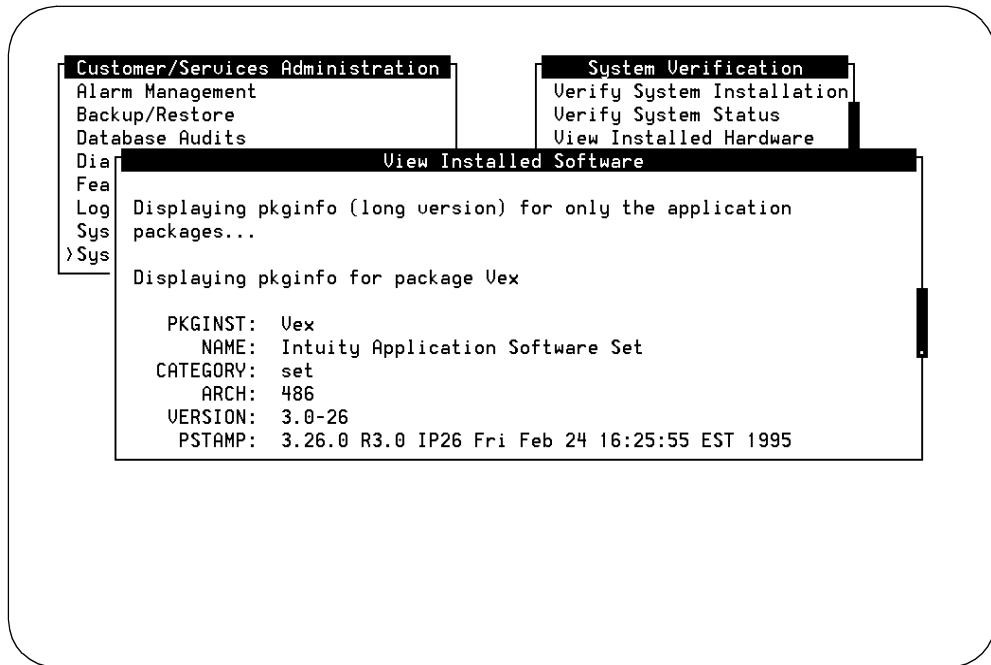 Customer/Services Administration
Alarm Management
Backup/Restore
Database Audits
Dia
Fea
Log
Sys
>Sys
System Verification
Verify System Installation
Verify System Status
View Installed Hardware
View Installed Software
Displaying pkginfo (long version) for only the application
packages...
Displaying pkginfo for package Vex
PKGINST: Vex
NAME: Intuity Application Software Set
CATEGORY: set
ARCH: 486
VERSION: 3.0-26
PSTAMP: 3.26.0 R3.0 IP26 Fri Feb 24 16:25:55 EST 1995